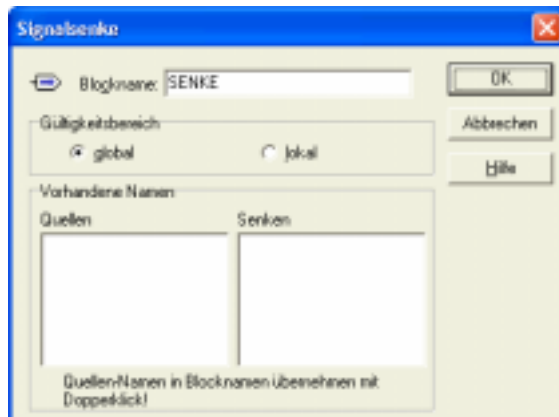 Signalsenke
Blockname: SENKE
OK
Gültigkeitsbereich
Abbrechen
global lokal
Hilfe
Vorhandene Namen
Quellen Senken
Quellen-Namen in Blocknamen übernehmen mit
Doppelklick!